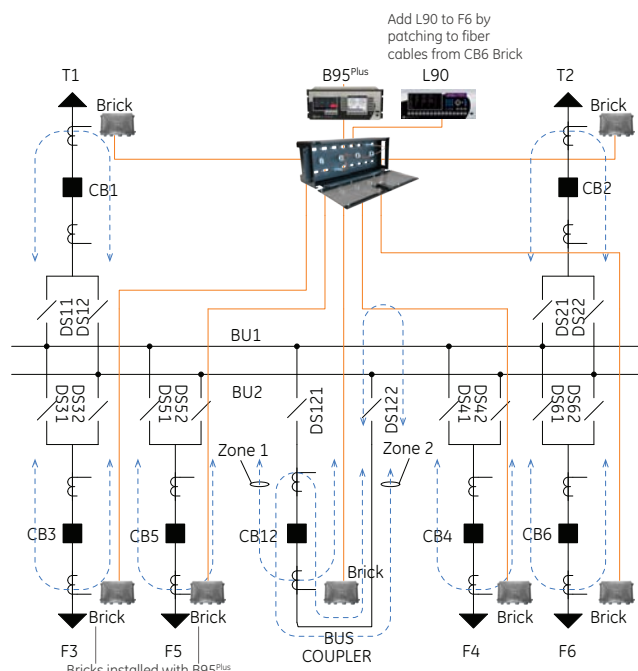 Add L90 to F6 by
patching to fiber
cables from CB6 Brick
T1
B95Plus
L90
T2
Brick
Brick
CB1
CB2
DS11
DS12
DS21
DS22
BU1
BU2
DS31
DS32
DS51
DS52
DS121
DS122
DS41
DS42
DS61
DS62
Zone 1
Zone 2
CB3
CB5
CB12
CB4
CB6
Brick
Brick
Brick
Brick
Brick
F3
F5
BUS
COUPLER
F4
F6
Bricks installed with B95Plus